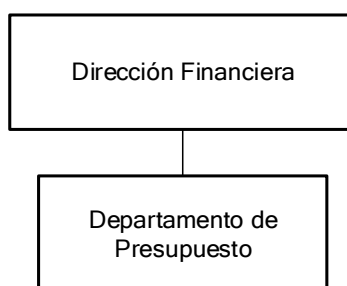 Dirección Financiera
Departamento de
Presupuesto